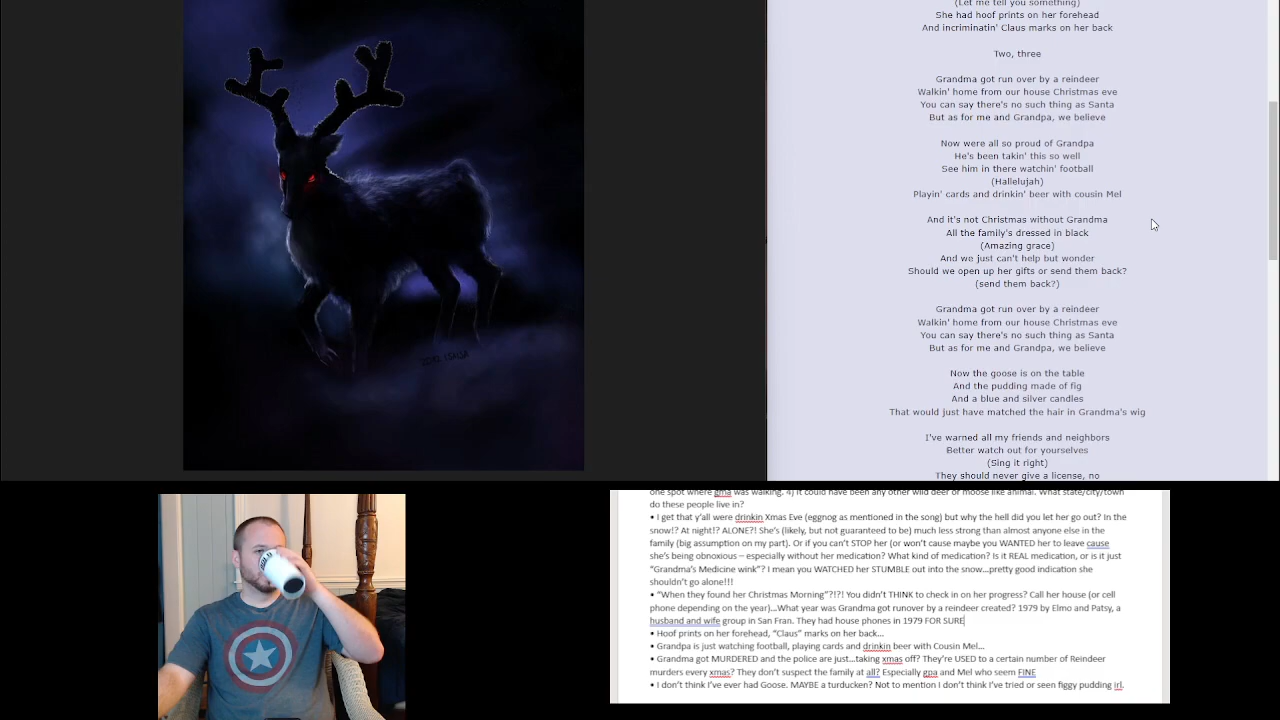 (Let me tell you something)
She had hoof prints on her forehead
And incriminatin' Claus marks on her back
Two, three
Grandma got run over by a reindeer
Walkin' home from our house Christmas eve
You can say there's no such thing as Santa
But as for me and Grandpa, we believe
Now were all so proud of Grandpa
He's been takin' this so well
See him in there watchin' football
(Hallelujah)
Playin' cards and drinkin' beer with cousin Mel
And it's not Christmas without Grandma
All the family's dressed in black
(Amazing grace)
And we just can't help but wonder
Should we open up her gifts or send them back?
(send them back?)
Grandma got run over by a reindeer
Walkin' home from our house Christmas eve
You can say there's no such thing as Santa
But as for me and Grandpa, we believe
Now the goose is on the table
And the pudding made of fig
And a blue and silver candles
That would just have matched the hair in Grandma's wig
I've warned all my friends and neighbors
Better watch out for yourselves
(Sing it right)
They should never give a license, no
one spot where gma was walking. 4) It could have been any other wild deer or moose like animal. What state/city/town
do these people live in?
• I get that y'all were drinkin Xmas Eve (eggnog as mentioned in the song) but why the hell did you let her go out? In the
snow!? At night!? ALONE?! She's (likely, but not guaranteed to be) much less strong than almost anyone else in the
family (big assumption on my part). Or if you can't STOP her (or won't cause maybe you WANTED her to leave cause
she's being obnoxious – especially without her medication? What kind of medication? Is it REAL medication, or is it just
"Grandma's Medicine wink"? I mean you WATCHED her STUMBLE out into the snow...pretty good indication she
shouldn't go alone!!!
• "When they found her Christmas Morning"?!?! You didn't THINK to check in on her progress? Call her house (or cell
phone depending on the year)...What year was Grandma got runover by a reindeer created? 1979 by Elmo and Patsy, a
husband and wife group in San Fran. They had house phones in 1979 FOR SURE
• Hoof prints on her forehead, "Claus" marks on her back...
• Grandpa is just watching football, playing cards and drinkin beer with Cousin Mel...
• Grandma got MURDERED and the police are just...taking xmas off? They're USED to a certain number of Reindeer
murders every xmas? They don't suspect the family at all? Especially gpa and Mel who seem FINE
• I don't think I've ever had Goose. MAYBE a turducken? Not to mention I don't think I've tried or seen figgy pudding irl.